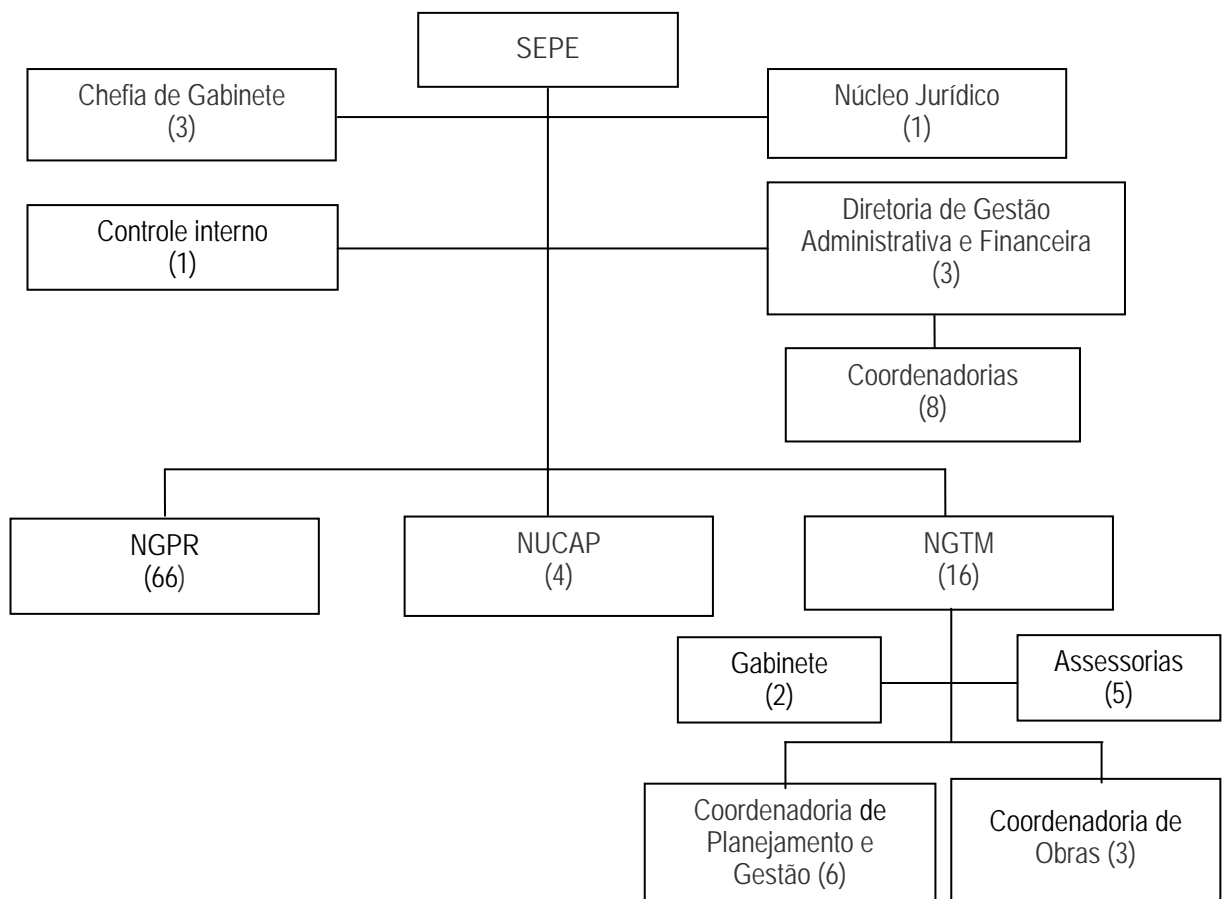 SEPE
Chefia de Gabinete
(3)
Núcleo Jurídico
(1)
Controle interno
(1)
Diretoria de Gestão
Administrativa e Financeira
(3)
Coordenadorias
(8)
NGPR
(66)
NUCAP
(4)
NGTM
(16)
Gabinete
(2)
Assessorias
(5)
Coordenadoria de
Planejamento e
Gestão (6)
Coordenadoria de
Obras (3)